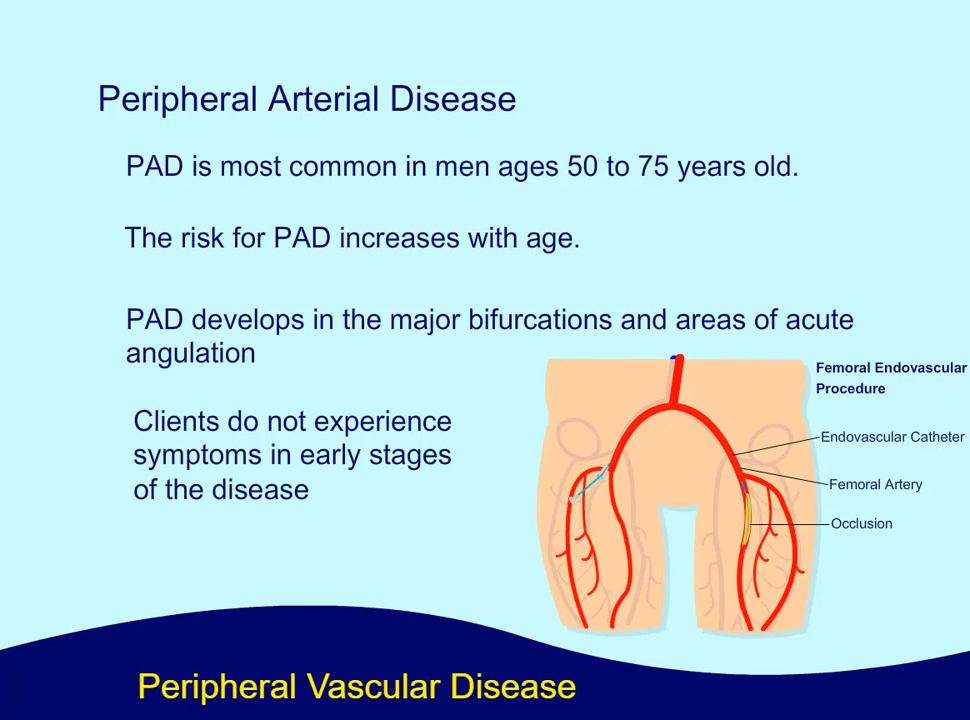 Peripheral Arterial Disease
PAD is most common in men ages 50 to 75 years old.
The risk for PAD increases with age.
PAD develops in the major bifurcations and areas of acute
angulation
Clients do not experience
symptoms in early stages
of the disease
Femoral Endovascular
Procedure
Endovascular Catheter
Femoral Artery
Occlusion
Peripheral Vascular Disease